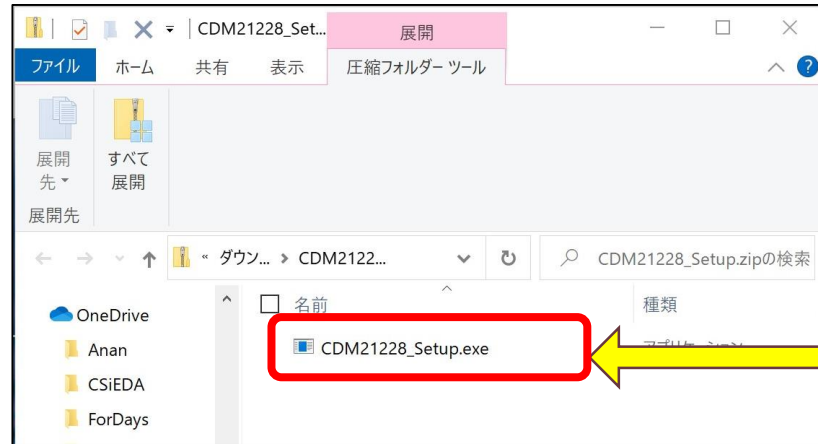 CDM21228_Set... 展開
ファイル ホーム 共有 表示 圧縮フォルダー ツール
展開先 すべて展開
展開先
« ダウン... > CDM2122... CDM21228_Setup.zipの検索
名前 種類
OneDrive
CDM21228_Setup.exe
Anan
CSiEDA
ForDays